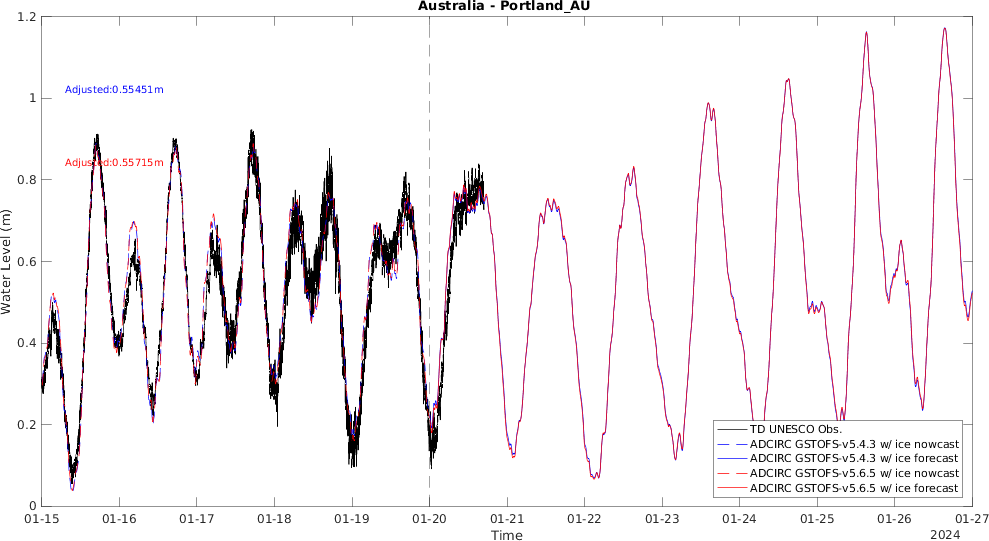 Australia - Portland_AU
Water Level (m)
1.2
1
0.8
0.6
0.4
0.2
0
Adjusted:0.55451m
Adjusted:0.55715m
TD UNESCO Obs.
ADCIRC GSTOFS-v5.4.3 w/ ice nowcast
ADCIRC GSTOFS-v5.4.3 w/ ice forecast
ADCIRC GSTOFS-v5.6.5 w/ ice nowcast
ADCIRC GSTOFS-v5.6.5 w/ ice forecast
01-15 01-16 01-17 01-18 01-19 01-20 01-21 01-22 01-23 01-24 01-25 01-26 01-27
Time
2024